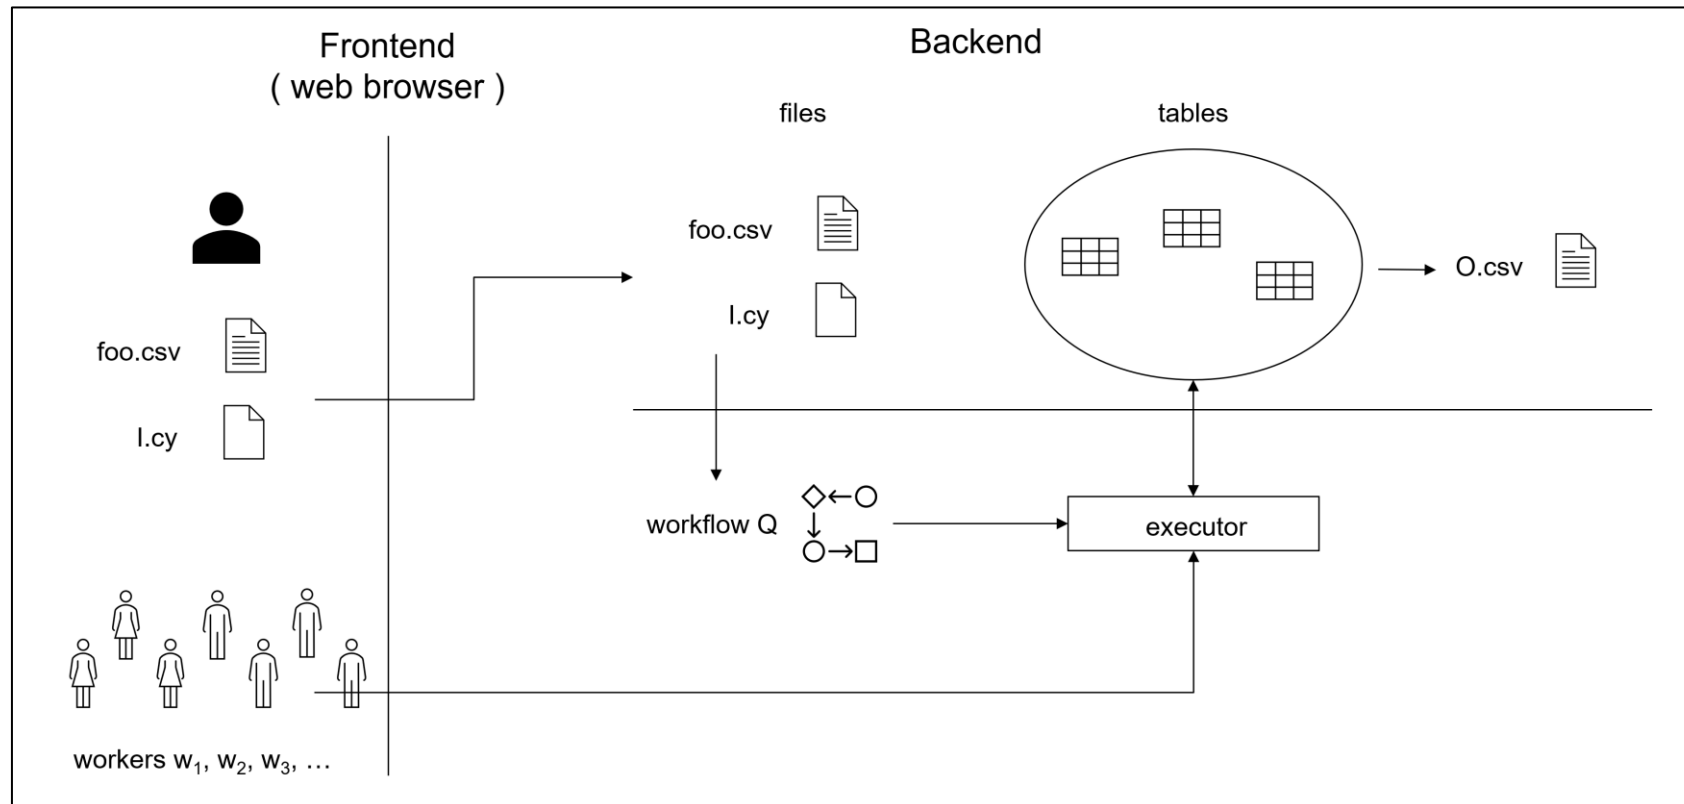 Frontend
( web browser )
Backend
files
tables
foo.csv
I.cy
foo.csv
I.cy
O.csv
workflow Q
executor
workers w₁, w₂, w₃, …